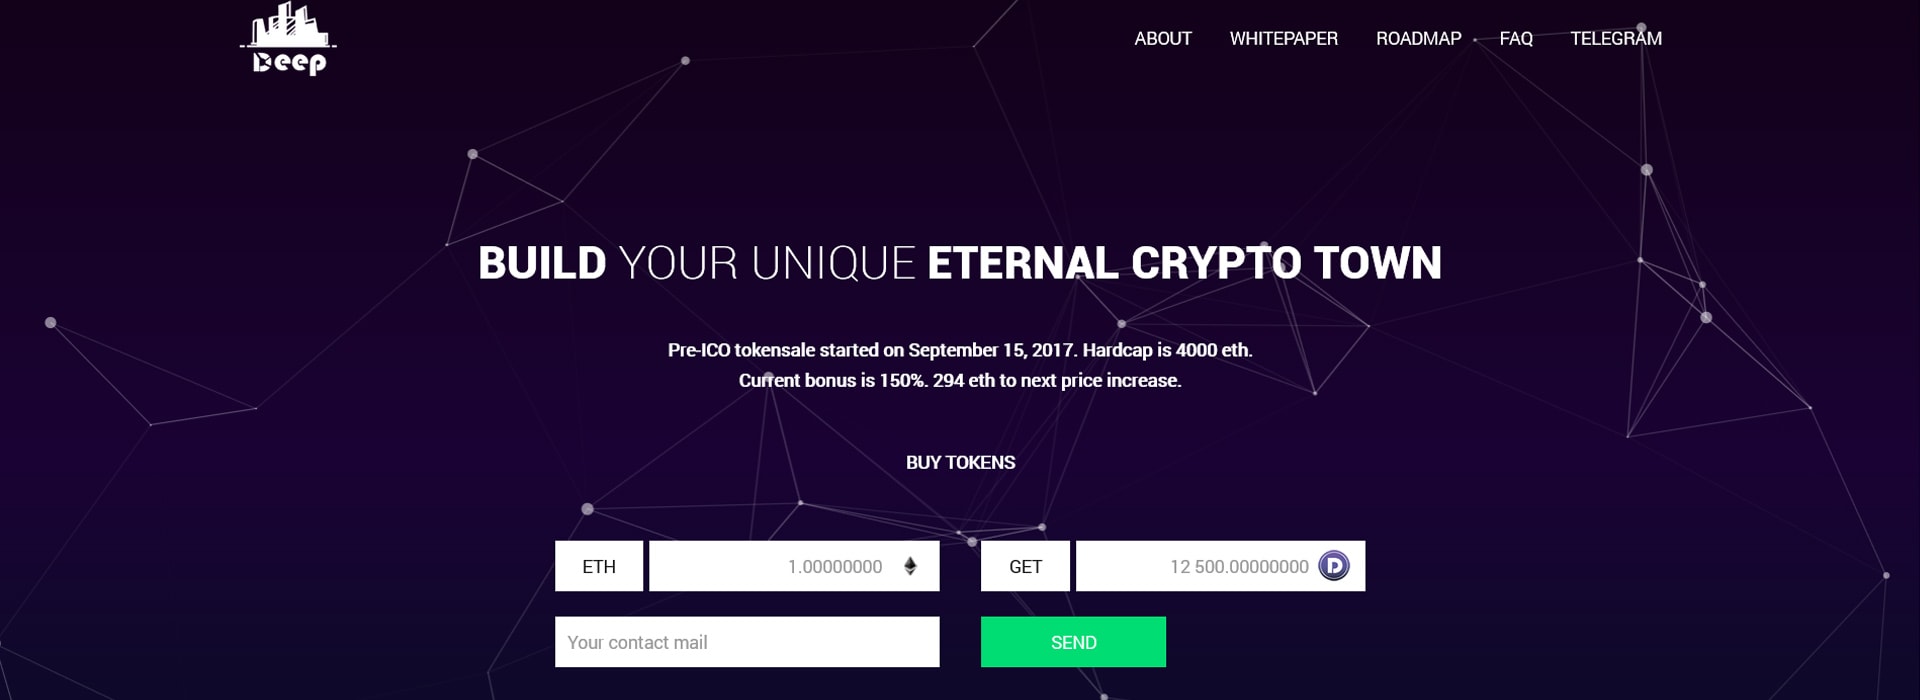 Deep
ABOUT WHITEPAPER ROADMAP FAQ TELEGRAM
BUILD YOUR UNIQUE ETERNAL CRYPTO TOWN
Pre-ICO tokensale started on September 15, 2017. Hardcap is 4000 eth.
Current bonus is 150%. 294 eth to next price increase.
BUY TOKENS
ETH 1.00000000 GET 12 500.00000000 D
Your contact mail SEND